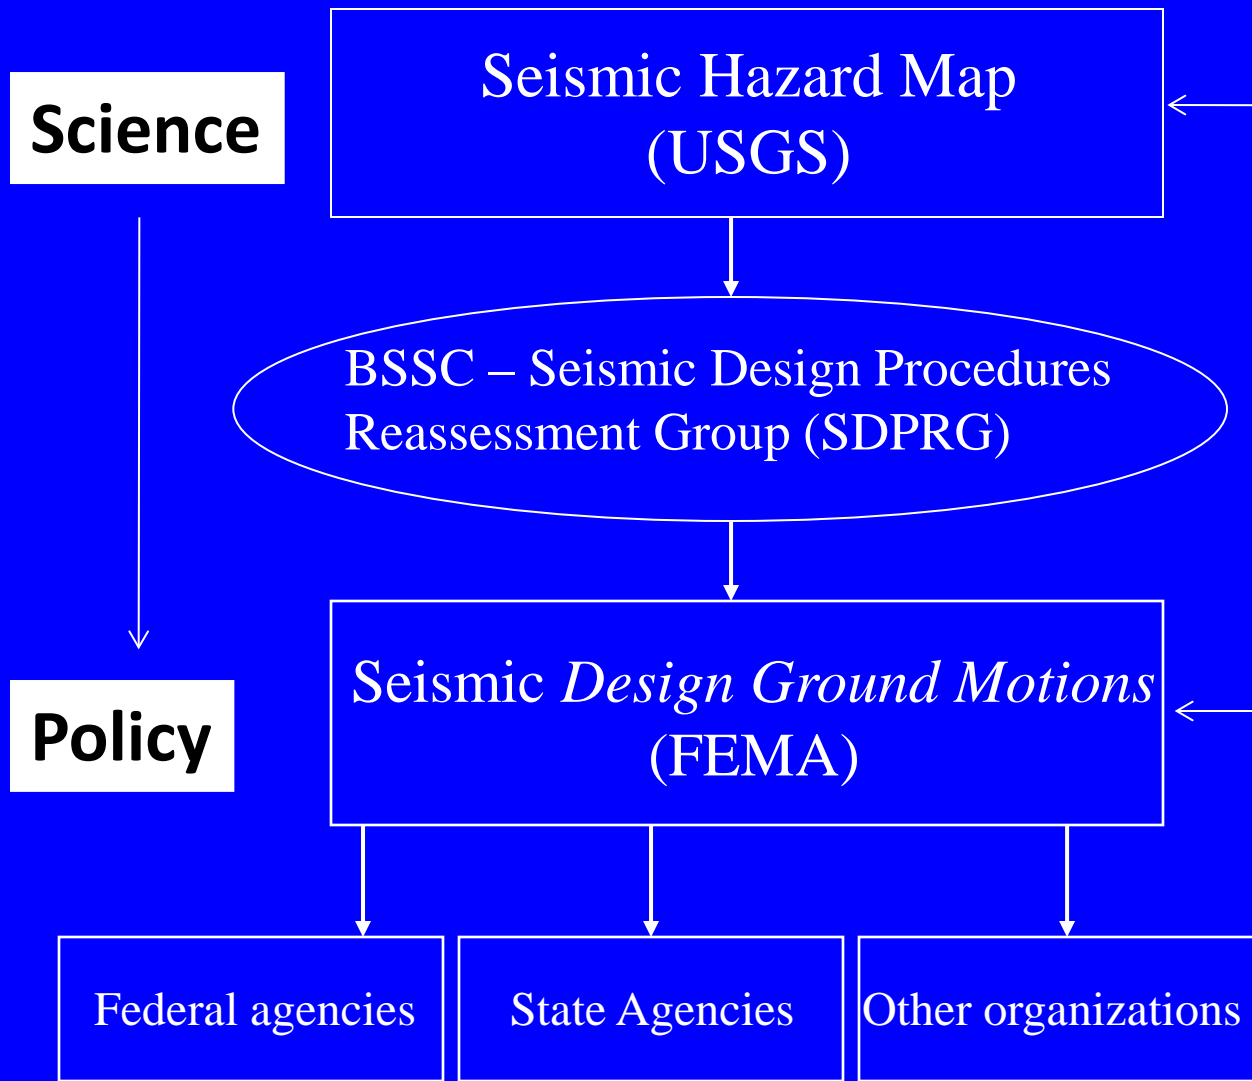 Science
Seismic Hazard Map
(USGS)
BSSC – Seismic Design Procedures
Reassessment Group (SDPRG)
Policy
Seismic Design Ground Motions
(FEMA)
Federal agencies
State Agencies
Other organizations